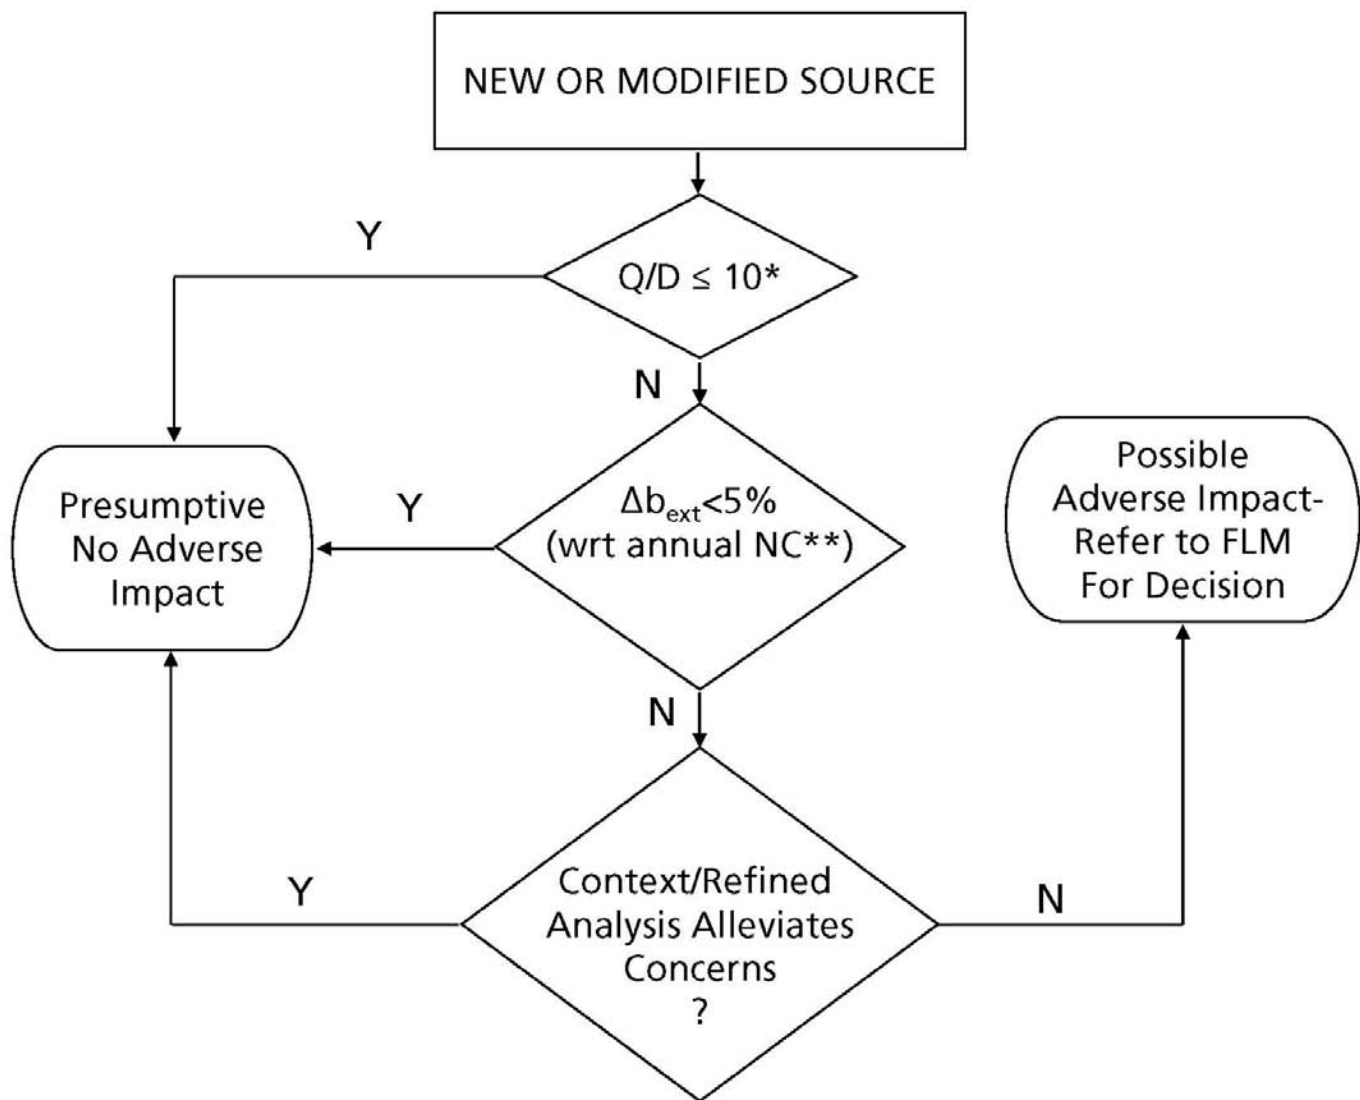 NEW OR MODIFIED SOURCE
Y
Q/D ≤ 10*
N
Presumptive
No Adverse
Impact
Y
Δbext<5%
(wrt annual NC**)
Possible
Adverse Impact-
Refer to FLM
For Decision
N
Y
Context/Refined
Analysis Alleviates
Concerns
?
N